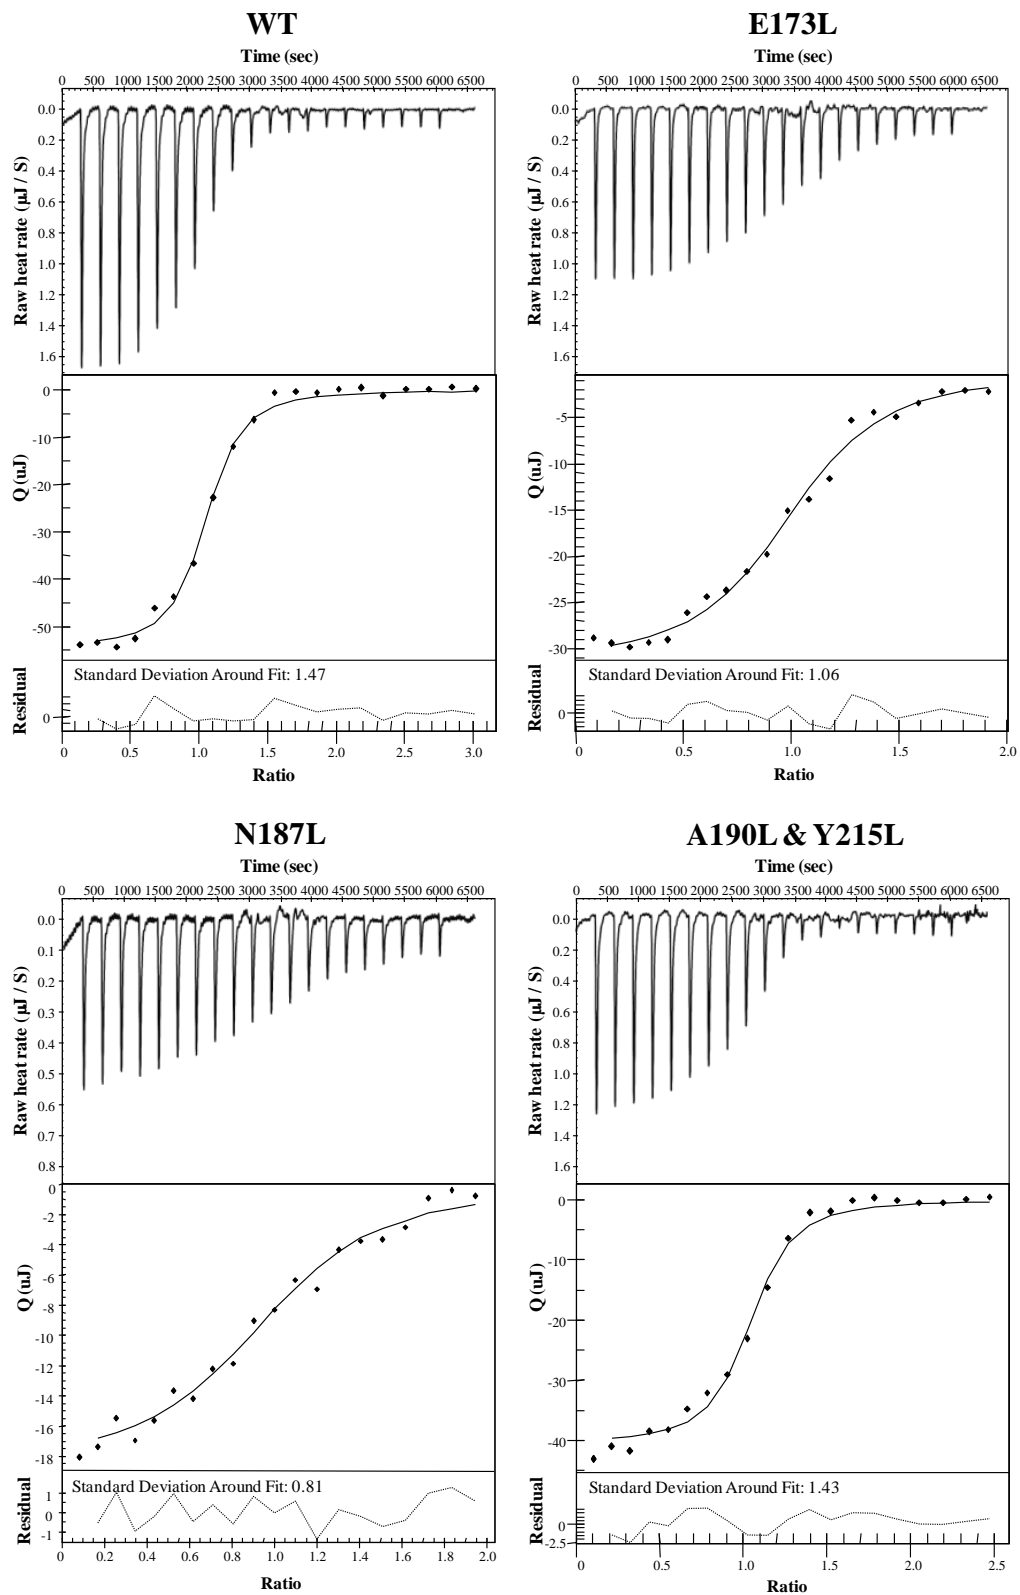 WT
Time (sec)
0 500 1000 1500 2000 2500 3000 3500 4000 4500 5000 5500 6000 6500
0.0
0.2
0.4
0.6
0.8
1.0
1.2
1.4
1.6
Raw heat rate (µJ / S)
0
-10
-20
-30
-40
-50
Q (uJ)
Standard Deviation Around Fit: 1.47
Residual
0
0 0.5 1.0 1.5 2.0 2.5 3.0
Ratio
E173L
Time (sec)
0 500 1000 1500 2000 2500 3000 3500 4000 4500 5000 5500 6000 6500
0.0
0.2
0.4
0.6
0.8
1.0
1.2
1.4
1.6
Raw heat rate (µJ / S)
-5
-10
-15
-20
-25
-30
Q (uJ)
Standard Deviation Around Fit: 1.06
Residual
0
0 0.5 1.0 1.5 2.0
Ratio
N187L
Time (sec)
0 500 1000 1500 2000 2500 3000 3500 4000 4500 5000 5500 6000 6500
0.0
0.1
0.2
0.3
0.4
0.5
0.6
0.7
0.8
Raw heat rate (µJ / S)
0
-2
-4
-6
-8
-10
-12
-14
-16
-18
Q (uJ)
Standard Deviation Around Fit: 0.81
Residual
1
0
-1
0 0.2 0.4 0.6 0.8 1.0 1.2 1.4 1.6 1.8 2.0
Ratio
A190L & Y215L
Time (sec)
0 500 1000 1500 2000 2500 3000 3500 4000 4500 5000 5500 6000 6500
0.0
0.2
0.4
0.6
0.8
1.0
1.2
1.4
1.6
Raw heat rate (µJ / S)
0
-10
-20
-30
-40
Q (uJ)
Standard Deviation Around Fit: 1.43
Residual
0
-2.5
0 0.5 1.0 1.5 2.0 2.5
Ratio